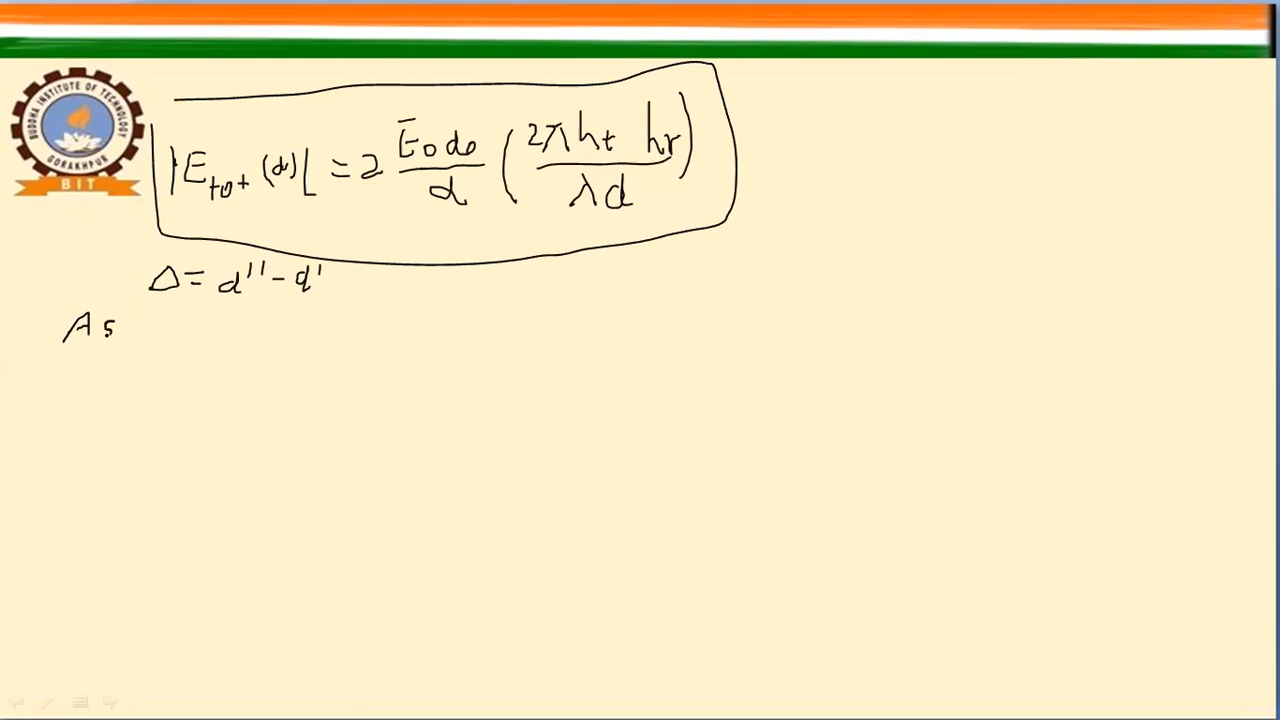 BUDDHA INSTITUTE OF TECHNOLOGY
GORAKHPUR
BIT
|E_tot (d)| = 2 E₀d₀/d (2πh_t h_r/λd)
Δ = d'' - d'
As